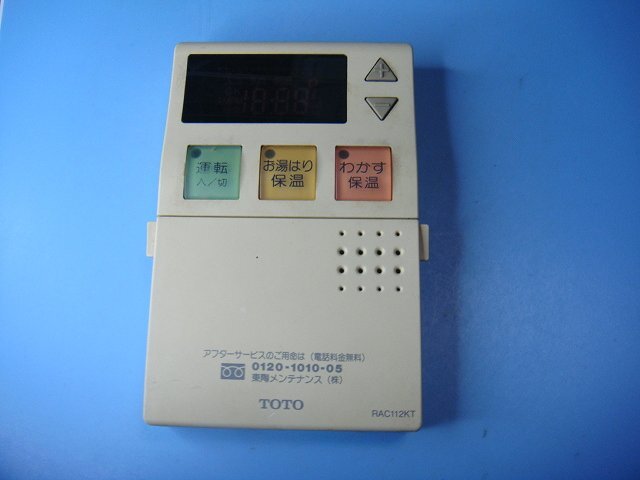 運転
入／切
お湯はり
保温
わかす
保温
アフターサービスのご用命は（電話料金無料）
0120-1010-05
東陶メンテナンス（株）
TOTO
RAC112KT